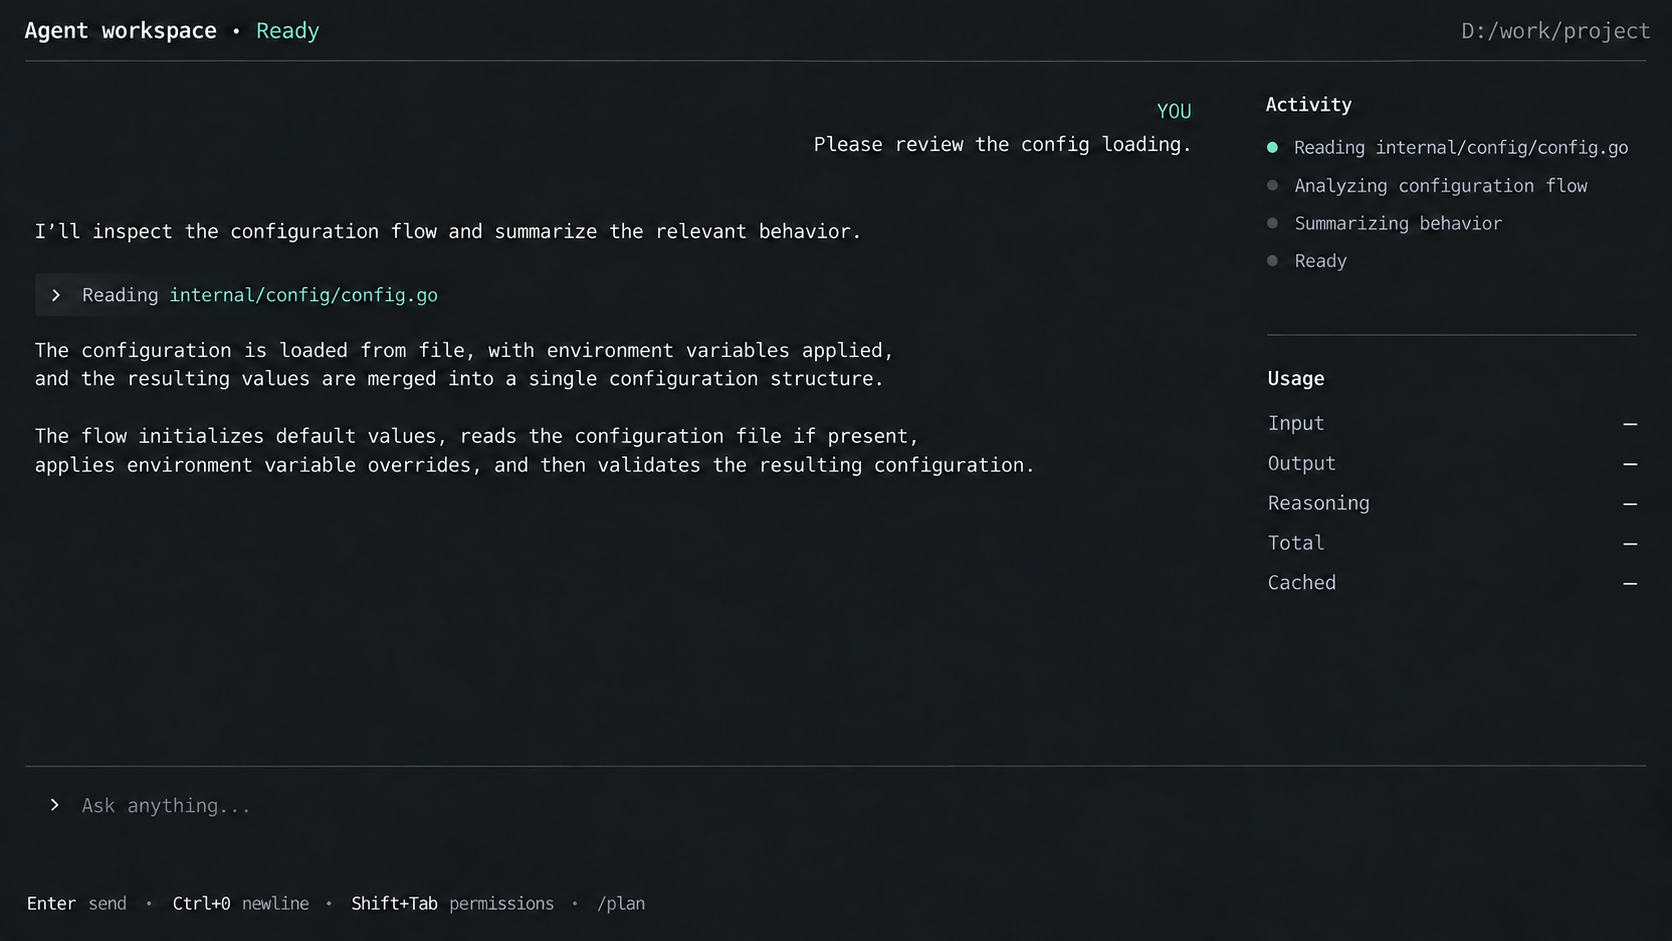 Agent workspace • Ready
D:/work/project
YOU
Please review the config loading.
I’ll inspect the configuration flow and summarize the relevant behavior.
> Reading internal/config/config.go
The configuration is loaded from file, with environment variables applied,
and the resulting values are merged into a single configuration structure.
The flow initializes default values, reads the configuration file if present,
applies environment variable overrides, and then validates the resulting configuration.
Activity
Reading internal/config/config.go
Analyzing configuration flow
Summarizing behavior
Ready
Usage
Input —
Output —
Reasoning —
Total —
Cached —
> Ask anything...
Enter send • Ctrl+0 newline • Shift+Tab permissions • /plan